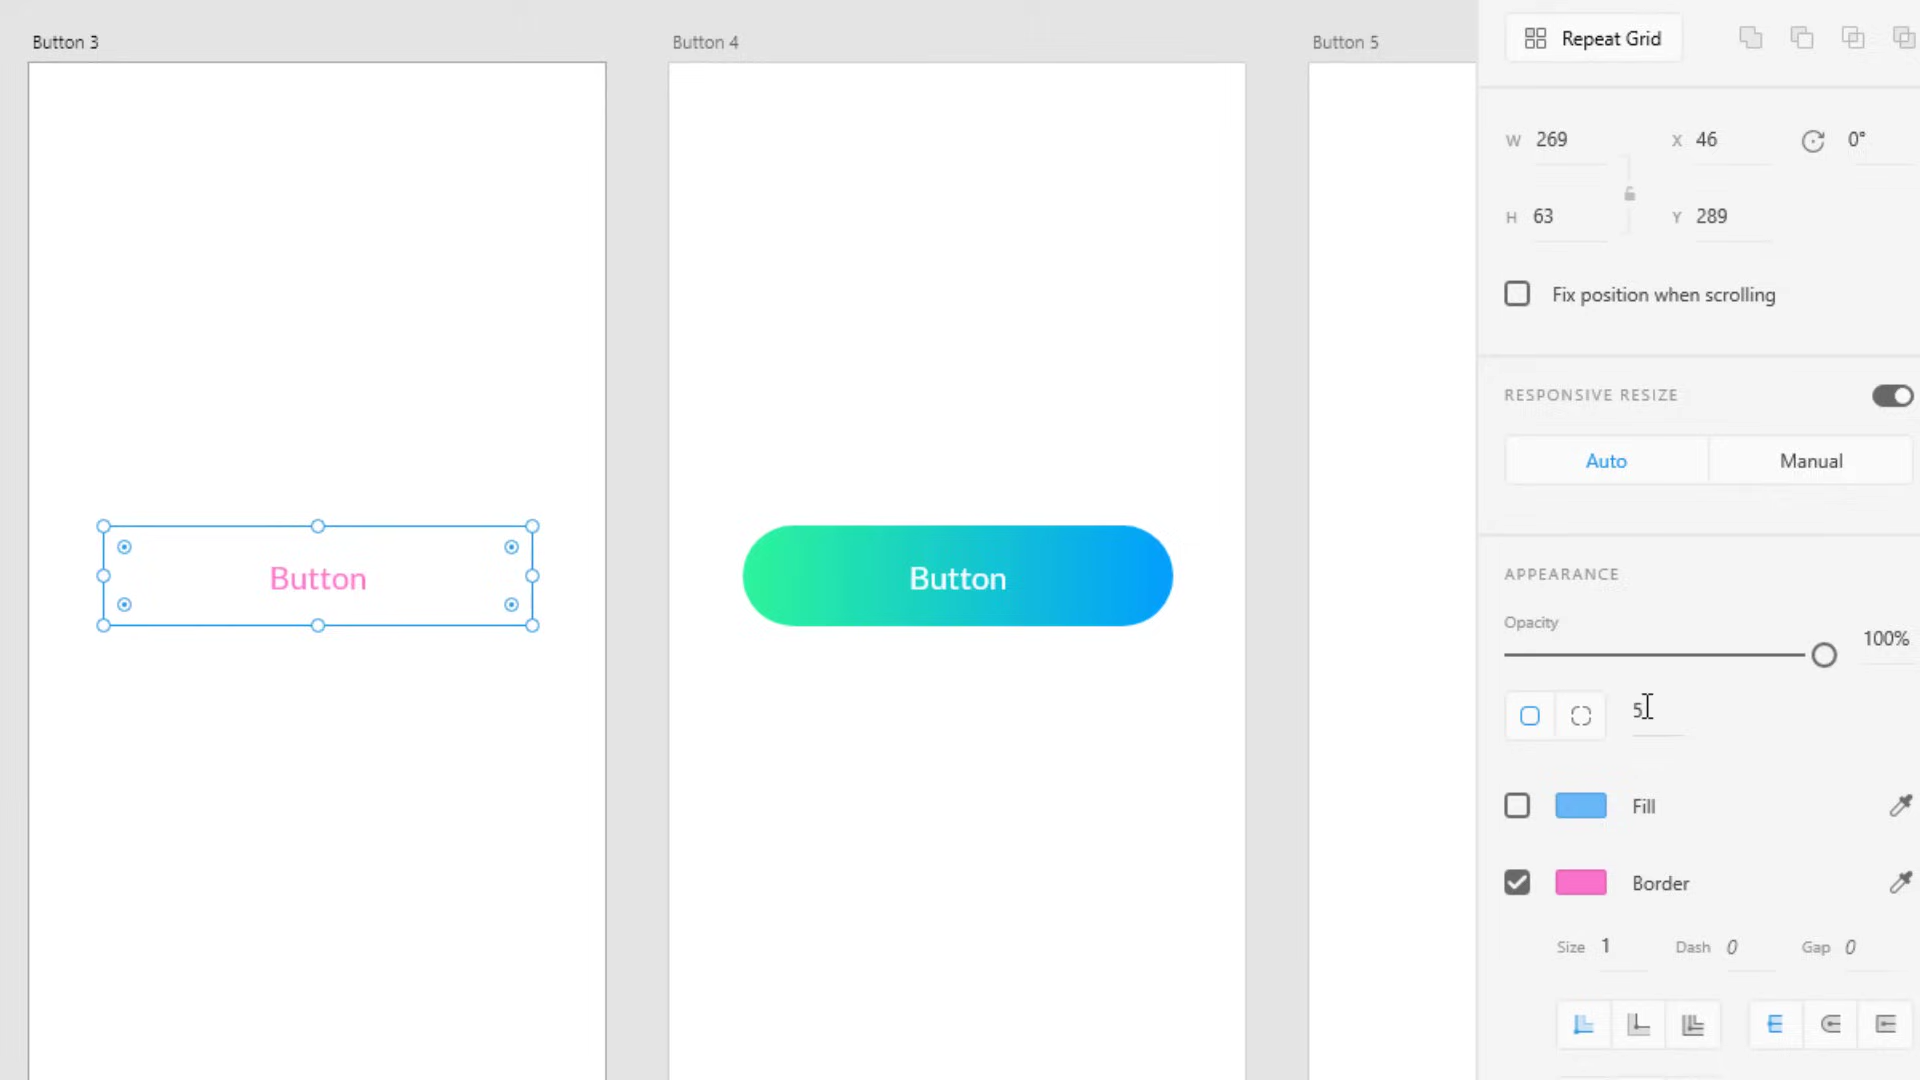 Button 3
Button 4
Button 5
Button
Button
Repeat Grid
W 269
X 46
0°
H 63
Y 289
Fix position when scrolling
RESPONSIVE RESIZE
Auto
Manual
APPEARANCE
Opacity
100%
5
Fill
Border
Size 1
Dash 0
Gap 0